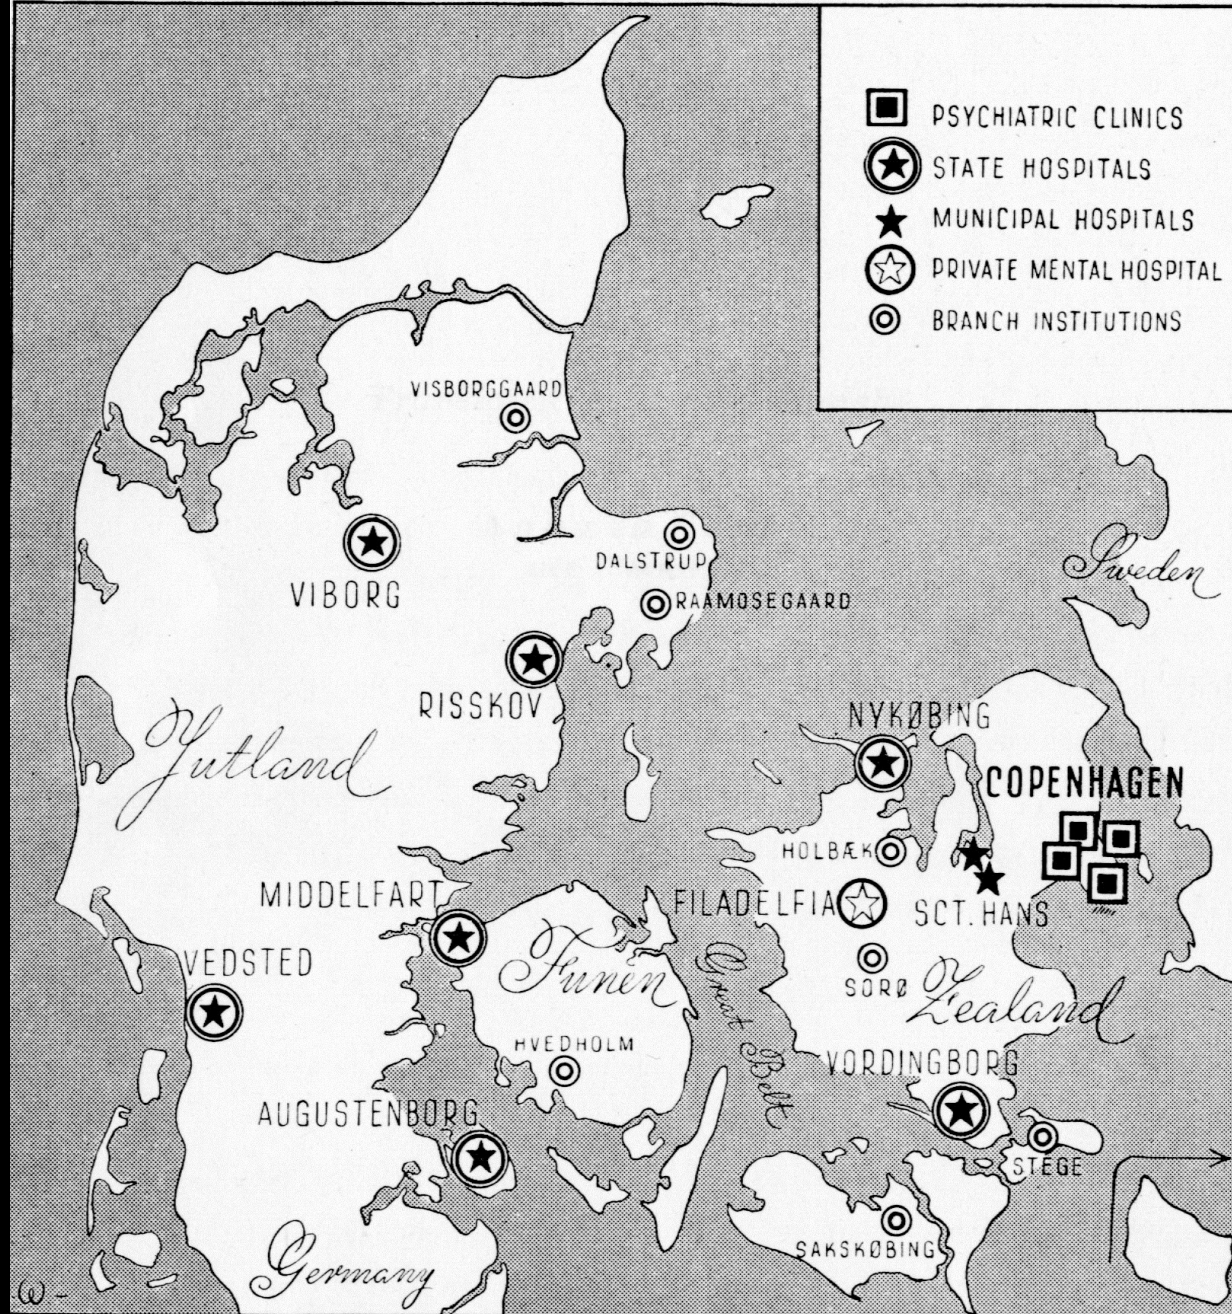 PSYCHIATRIC CLINICS
STATE HOSPITALS
MUNICIPAL HOSPITALS
PRIVATE MENTAL HOSPITAL
BRANCH INSTITUTIONS
VISBORGGAARD
VIBORG
DALSTRUP
RAAMOSEGAARD
Sweden
RISSKOV
Jutland
NYKØBING
COPENHAGEN
HOLBÆK
MIDDELFART
FILADELFIA
SCT. HANS
VEDSTED
Funen
Great Belt
SORØ
Zealand
HVEDHOLM
VORDINGBORG
AUGUSTENBORG
STEGE
SAKSKØBING
Germany
W-